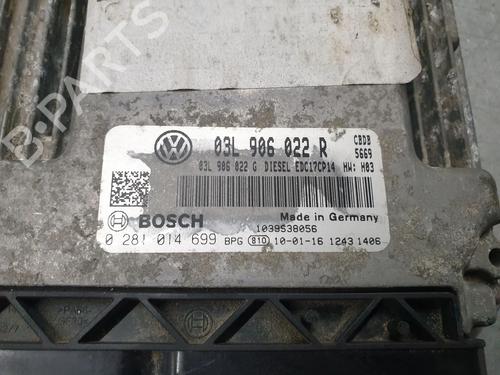 B-PARTS
03L 906 022 R
CBDB
5669
03L 906 022 G DIESEL EDC17CP14 HW: H03
BOSCH
Made in Germany
1039S38056
0 281 014 699 BPG 810 10-01-16 1243 1406